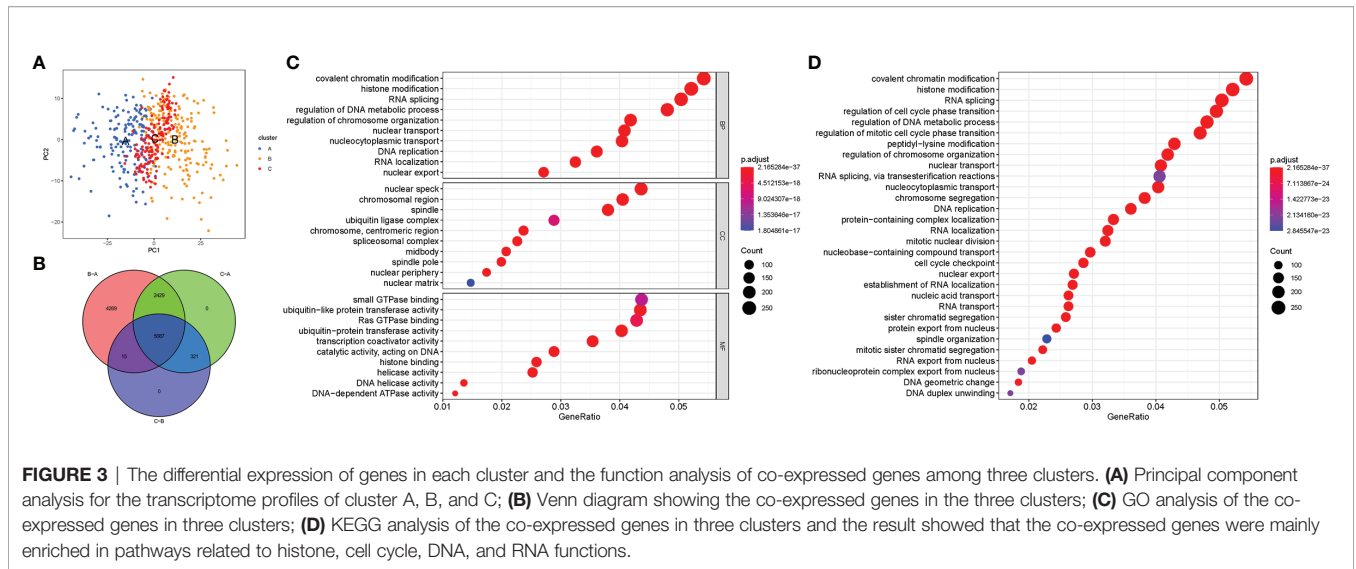 A
PC2
10
0
-10
-20
-25
0
25
PC1
A
C
B
cluster
A
B
C
B
B-A
C-A
4269
2429
0
321
0
C-B
C
covalent chromatin modification
histone modification
RNA splicing
regulation of DNA metabolic process
regulation of chromosome organization
nuclear transport
nucleocytoplasmic transport
DNA replication
RNA localization
nuclear export
BP
nuclear speck
chromosomal region
spindle
ubiquitin ligase complex
chromosome, centromeric region
spliceosomal complex
midbody
spindle pole
nuclear periphery
nuclear matrix
CC
small GTPase binding
ubiquitin-like protein transferase activity
Ras GTPase binding
ubiquitin-protein transferase activity
transcription coactivator activity
catalytic activity, acting on DNA
histone binding
helicase activity
DNA helicase activity
DNA-dependent ATPase activity
MF
0.01
0.02
0.03
0.04
0.05
GeneRatio
p.adjust
2.165284e-37
4.512153e-18
9.024307e-18
1.353646e-17
1.804861e-17
Count
100
150
200
250
D
covalent chromatin modification
histone modification
RNA splicing
regulation of cell cycle phase transition
regulation of DNA metabolic process
regulation of mitotic cell cycle phase transition
peptidyl-lysine modification
regulation of chromosome organization
nuclear transport
RNA splicing, via transesterification reactions
nucleocytoplasmic transport
chromosome segregation
DNA replication
protein-containing complex localization
RNA localization
mitotic nuclear division
nucleobase-containing compound transport
cell cycle checkpoint
nuclear export
establishment of RNA localization
nucleic acid transport
RNA transport
sister chromatid segregation
protein export from nucleus
spindle organization
mitotic sister chromatid segregation
RNA export from nucleus
ribonucleoprotein complex export from nucleus
DNA geometric change
DNA duplex unwinding
0.02
0.03
0.04
0.05
GeneRatio
p.adjust
2.165284e-37
7.113867e-24
1.422773e-23
2.134160e-23
2.845547e-23
Count
100
150
200
250
FIGURE 3 | The differential expression of genes in each cluster and the function analysis of co-expressed genes among three clusters. (A) Principal component
analysis for the transcriptome profiles of cluster A, B, and C; (B) Venn diagram showing the co-expressed genes in the three clusters; (C) GO analysis of the co-
expressed genes in three clusters; (D) KEGG analysis of the co-expressed genes in three clusters and the result showed that the co-expressed genes were mainly
enriched in pathways related to histone, cell cycle, DNA, and RNA functions.